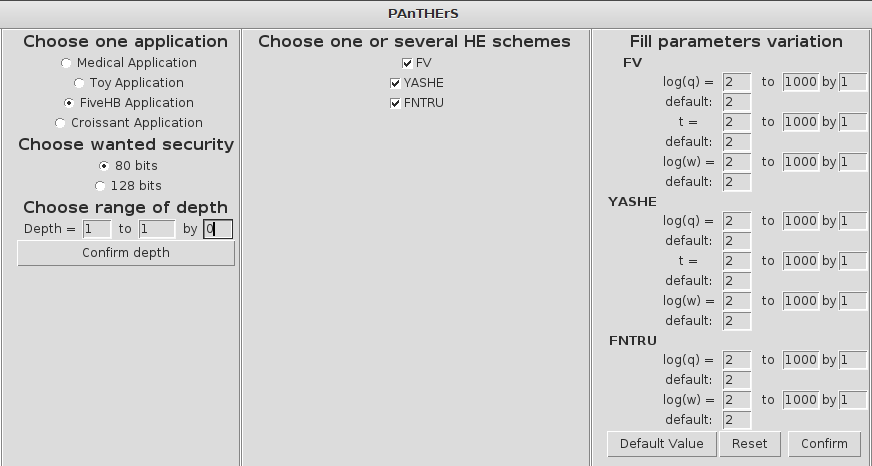 PAnTHErS
Choose one application
Medical Application
Toy Application
FiveHB Application
Croissant Application
Choose wanted security
80 bits
128 bits
Choose range of depth
Depth = 1 to 1 by 0
Confirm depth
Choose one or several HE schemes
FV
YASHE
FNTRU
Fill parameters variation
FV
log(q) = 2 to 1000 by 1
default: 2
t = 2 to 1000 by 1
default: 2
log(w) = 2 to 1000 by 1
default: 2
YASHE
log(q) = 2 to 1000 by 1
default: 2
t = 2 to 1000 by 1
default: 2
log(w) = 2 to 1000 by 1
default: 2
FNTRU
log(q) = 2 to 1000 by 1
default: 2
log(w) = 2 to 1000 by 1
default: 2
Default Value Reset Confirm